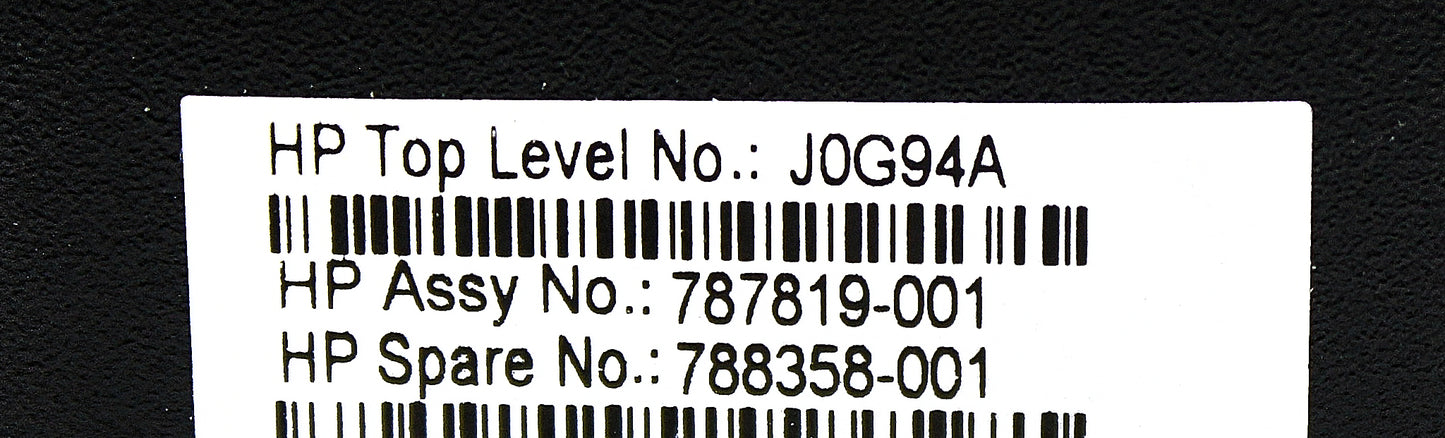 HP Top Level No.: J0G94A
HP Assy No.: 787819-001
HP Spare No.: 788358-001